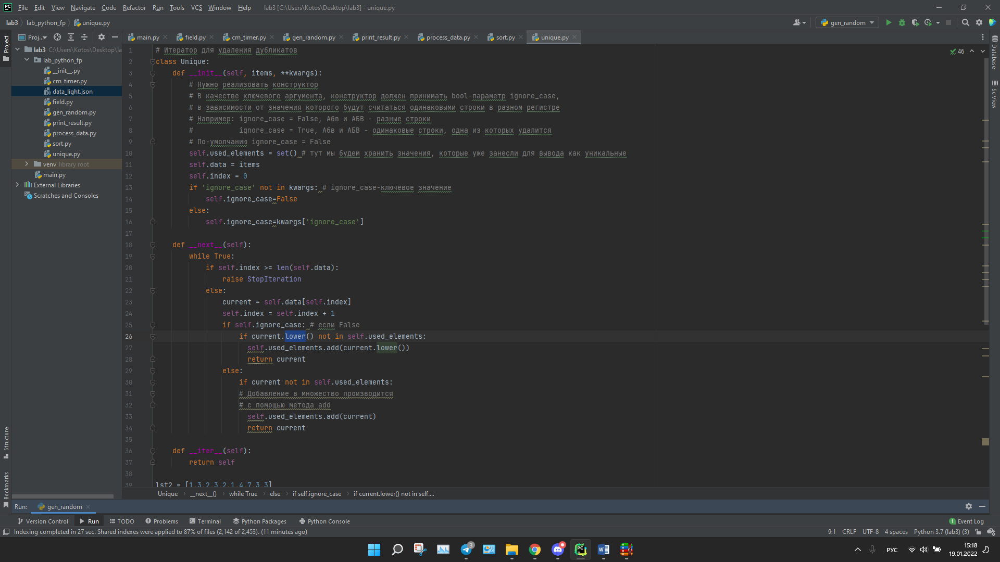 File Edit View Navigate Code Refactor Run Tools VCS Window Help lab3 [C:\Users\Kotos\Desktop\lab3] - unique.py
lab3 lab_python_fp unique.py gen_random
Project Proj... main.py field.py cm_timer.py gen_random.py print_result.py process_data.py sort.py unique.py
lab3 C:\Users\Kotos\Desktop\la
lab_python_fp
__init__.py
cm_timer.py
data_light.json
field.py
gen_random.py
print_result.py
process_data.py
sort.py
unique.py
venv library root
main.py
External Libraries
Scratches and Consoles
Structure
Bookmarks
Database
SciView
46
1 # Итератор для удаления дубликатов
2 class Unique:
3 def __init__(self, items, **kwargs):
4 # Нужно реализовать конструктор
5 # В качестве ключевого аргумента, конструктор должен принимать bool-параметр ignore_case,
6 # в зависимости от значения которого будут считаться одинаковыми строки в разном регистре
7 # Например: ignore_case = False, Абв и АБВ - разные строки
8 # ignore_case = True, Абв и АБВ - одинаковые строки, одна из которых удалится
9 # По-умолчанию ignore_case = False
10 self.used_elements = set() # тут мы будем хранить значения, которые уже занесли для вывода как уникальные
11 self.data = items
12 self.index = 0
13 if 'ignore_case' not in kwargs: # ignore_case-ключевое значение
14 self.ignore_case=False
15 else:
16 self.ignore_case=kwargs['ignore_case']
17
18 def __next__(self):
19 while True:
20 if self.index >= len(self.data):
21 raise StopIteration
22 else:
23 current = self.data[self.index]
24 self.index = self.index + 1
25 if self.ignore_case: # если False
26 if current.lower() not in self.used_elements:
27 self.used_elements.add(current.lower())
28 return current
29 else:
30 if current not in self.used_elements:
31 # Добавление в множество производится
32 # с помощью метода add
33 self.used_elements.add(current)
34 return current
35
36 def __iter__(self):
37 return self
38
39 lst2 = [1,3,2,3,2,1,4,7,3,3]
Unique __next__() while True else if self.ignore_case if current.lower() not in self....
Run: gen_random
Version Control Run TODO Problems Terminal Python Packages Python Console 1 Event Log
Indexing completed in 27 sec. Shared indexes were applied to 87% of files (2,142 of 2,453). (11 minutes ago) 9:1 CRLF UTF-8 4 spaces Python 3.7 (lab3) (3)
3 РУС 15:18
19.01.2022